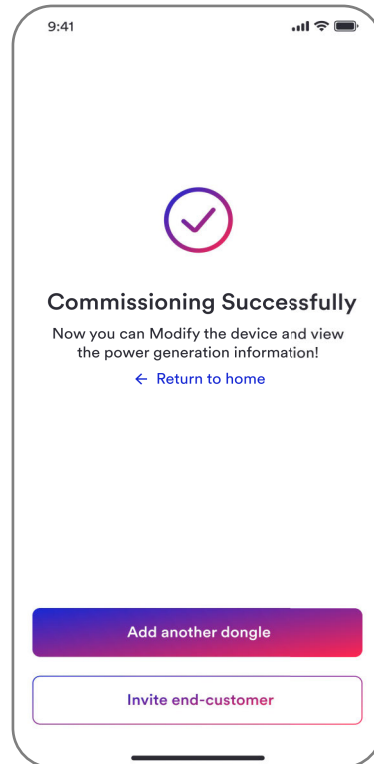 9:41
Commissioning Successfully
Now you can Modify the device and view
the power generation information!
← Return to home
Add another dongle
Invite end-customer